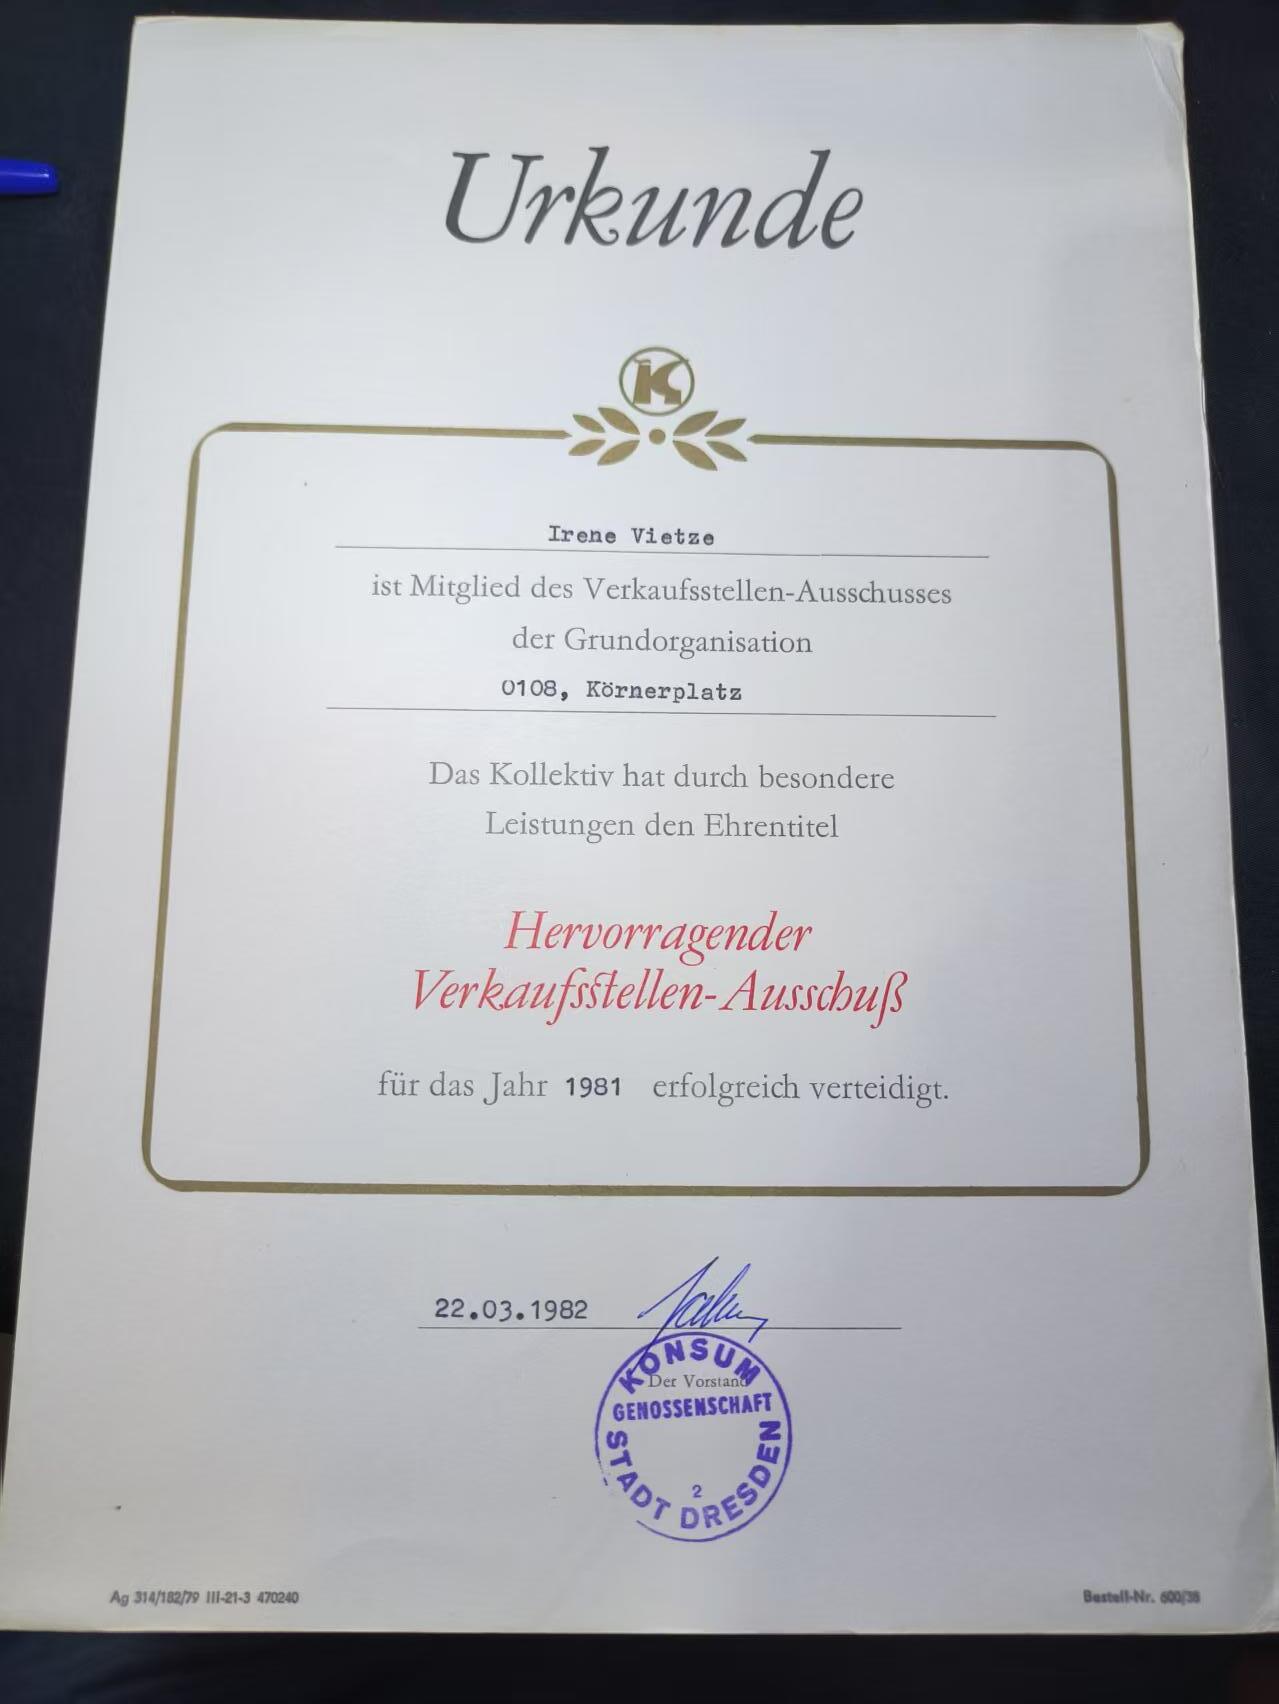 Urkunde
K
Irene Vietze
ist Mitglied des Verkaufsstellen-Ausschusses
der Grundorganisation
0108, Körnerplatz
Das Kollektiv hat durch besondere
Leistungen den Ehrentitel
Hervorragender
Verkaufsstellen-Ausschuß
für das Jahr 1981 erfolgreich verteidigt.
22.03.1982
KONSUM
Der Vorstand
GENOSSENSCHAFT
2
STADT DRESDEN
Ag 314/182/79 III-21-3 470240
Bestell-Nr. 600/38